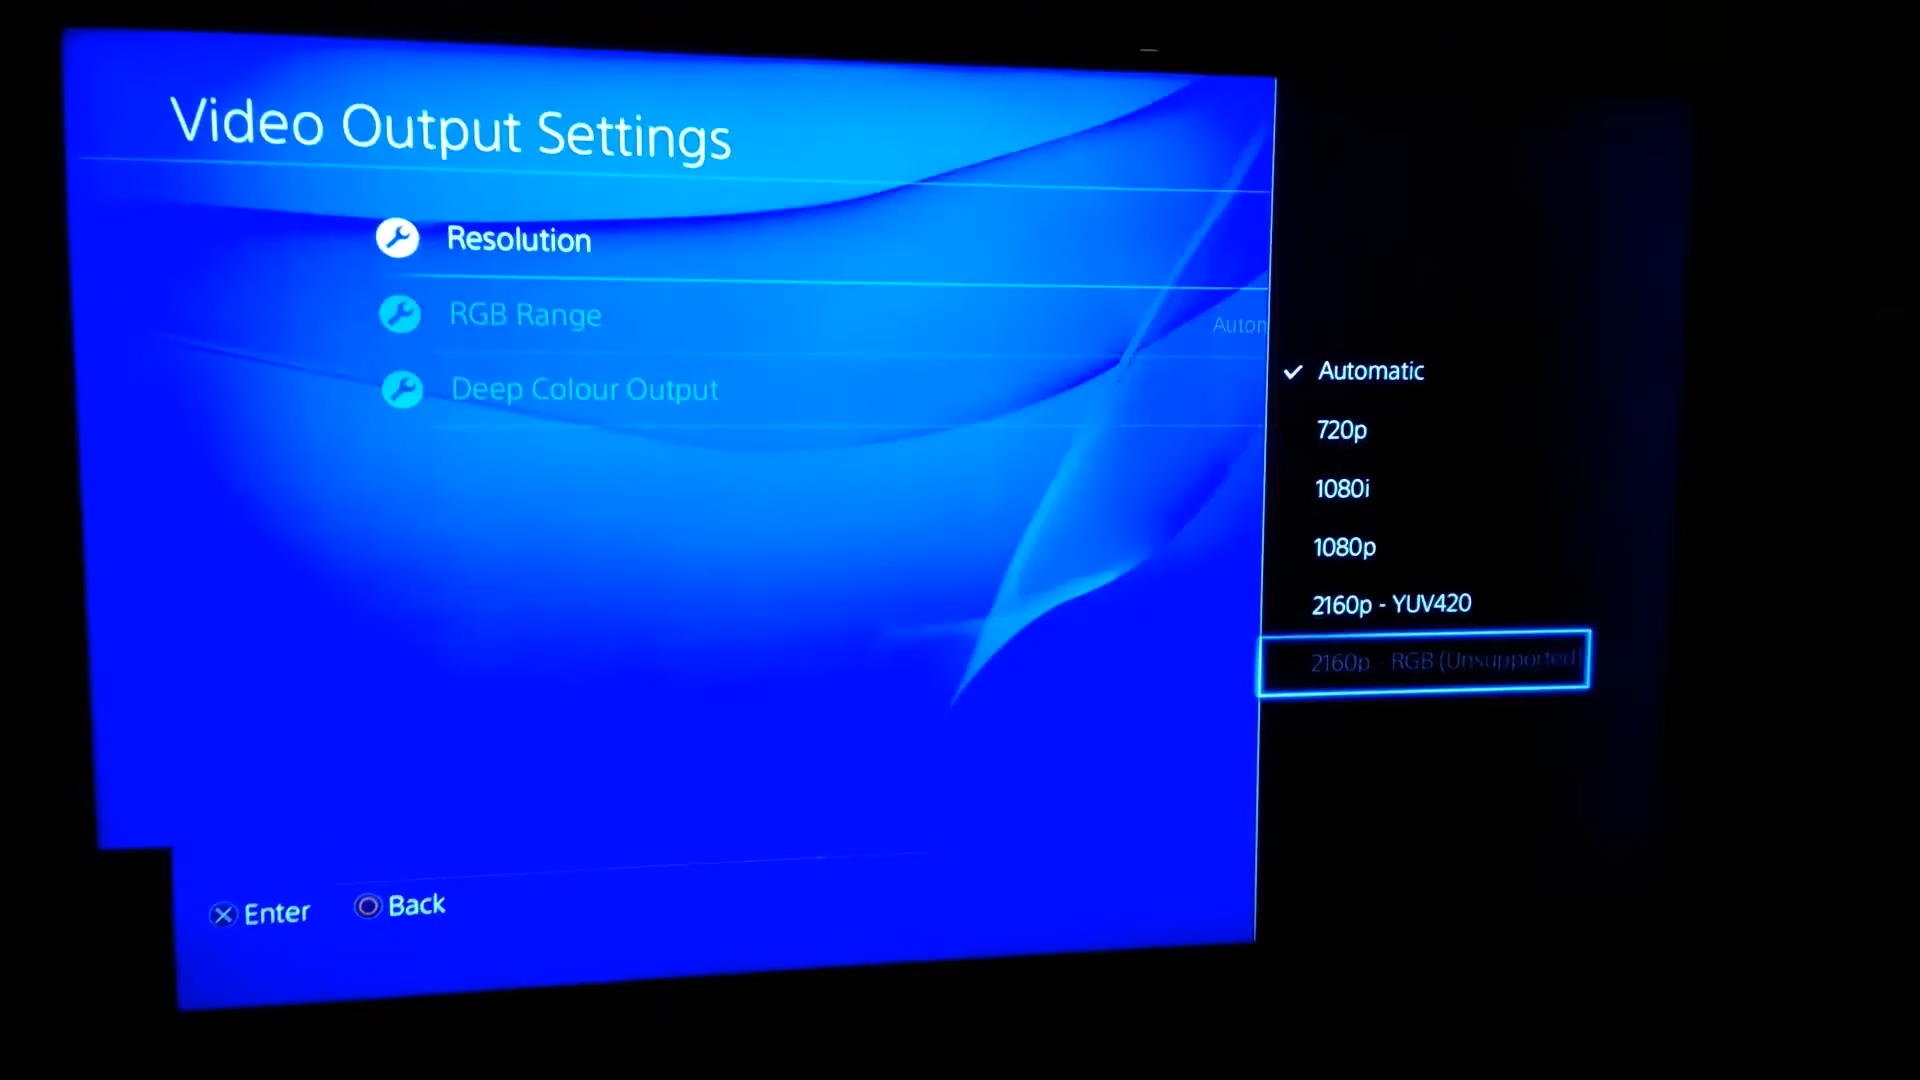 Video Output Settings
Resolution
RGB Range
Auton
Deep Colour Output
Automatic
720p
1080i
1080p
2160p - YUV420
2160p - RGB (Unsupported)
Enter
Back